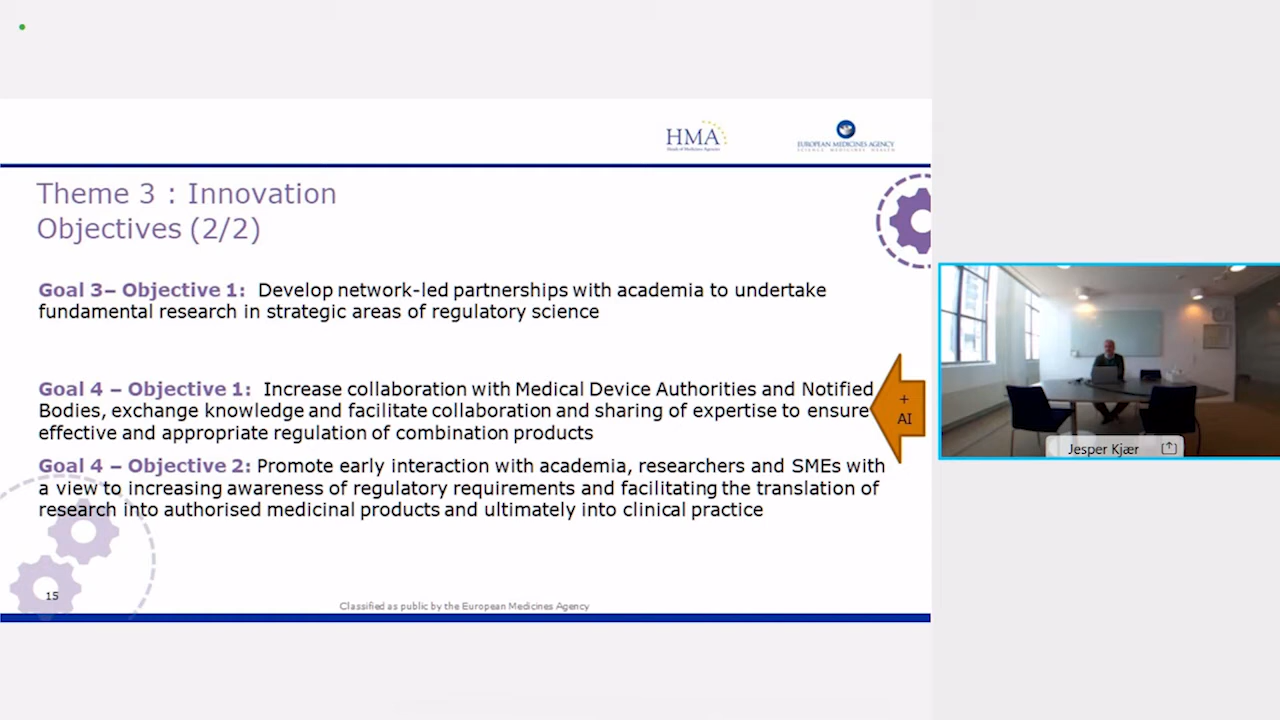 HMA
Heads of Medicines Agencies
EUROPEAN MEDICINES AGENCY
SCIENCE MEDICINES HEALTH
Theme 3 : Innovation
Objectives (2/2)
Goal 3– Objective 1: Develop network-led partnerships with academia to undertake
fundamental research in strategic areas of regulatory science
Goal 4 – Objective 1: Increase collaboration with Medical Device Authorities and Notified
Bodies, exchange knowledge and facilitate collaboration and sharing of expertise to ensure
effective and appropriate regulation of combination products
+
AI
Goal 4 – Objective 2: Promote early interaction with academia, researchers and SMEs with
a view to increasing awareness of regulatory requirements and facilitating the translation of
research into authorised medicinal products and ultimately into clinical practice
15
Classified as public by the European Medicines Agency
Jesper Kjær